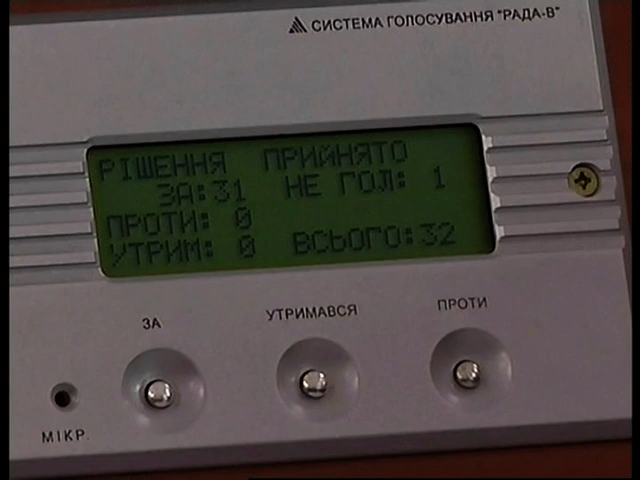 СИСТЕМА ГОЛОСУВАННЯ "РАДА-В"
РІШЕННЯ ПРИЙНЯТО
ЗА:31 НЕ ГОЛ: 1
ПРОТИ: 0
УТРИМ: 0 ВСЬОГО:32
ЗА УТРИМАВСЯ ПРОТИ
МІКР.